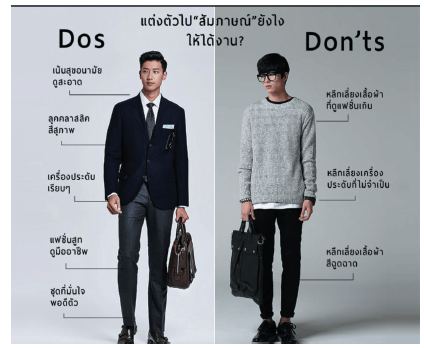 แต่งตัวไป“สัมภาษณ์”ยังไง
ให้ได้งาน?
Dos
เน้นสุขอนามัย
ดูสะอาด
ลุคคลาสสิค
สีสุภาพ
เครื่องประดับ
เรียบๆ
แฟชั่นสูท
ดูมืออาชีพ
ชุดที่มั่นใจ
พอดีตัว
Don’ts
หลีกเลี่ยงเสื้อผ้า
ที่ดูแฟชั่นเกิน
หลีกเลี่ยงเครื่อง
ประดับที่ไม่จำเป็น
หลีกเลี่ยงเสื้อผ้า
สีฉูดฉาด